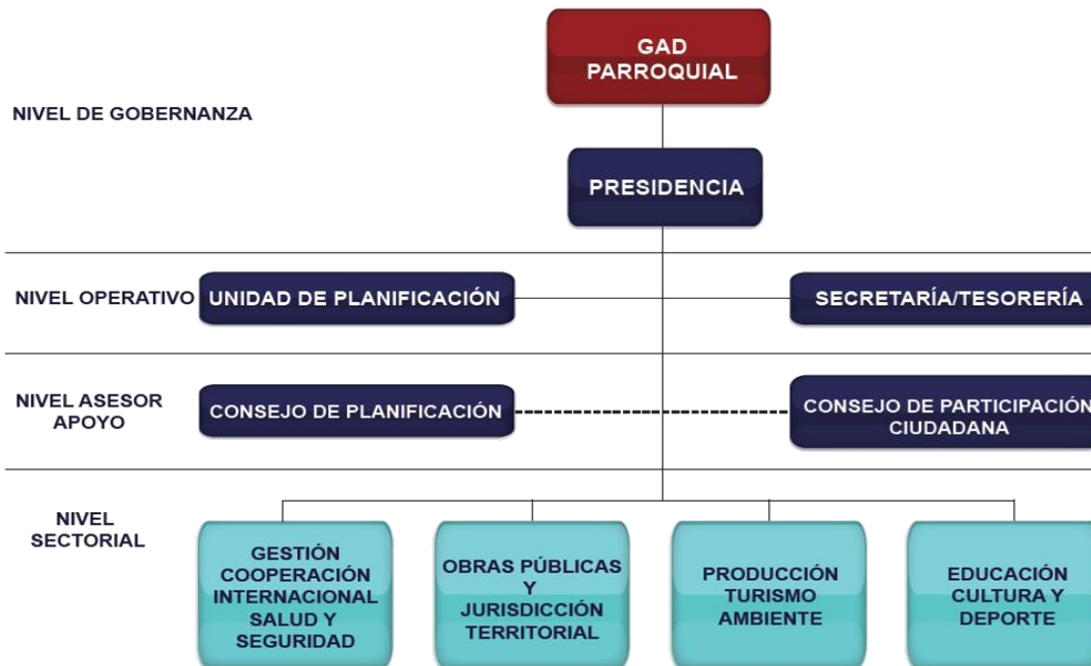 GAD
PARROQUIAL
NIVEL DE GOBERNANZA
PRESIDENCIA
NIVEL OPERATIVO
UNIDAD DE PLANIFICACIÓN
SECRETARÍA/TESORERÍA
NIVEL ASESOR
APOYO
CONSEJO DE PLANIFICACIÓN
CONSEJO DE PARTICIPACIÓN
CIUDADANA
NIVEL
SECTORIAL
GESTIÓN
COOPERACIÓN
INTERNACIONAL
SALUD Y
SEGURIDAD
OBRAS PÚBLICAS
Y
JURISDICCIÓN
TERRITORIAL
PRODUCCIÓN
TURISMO
AMBIENTE
EDUCACIÓN
CULTURA Y
DEPORTE